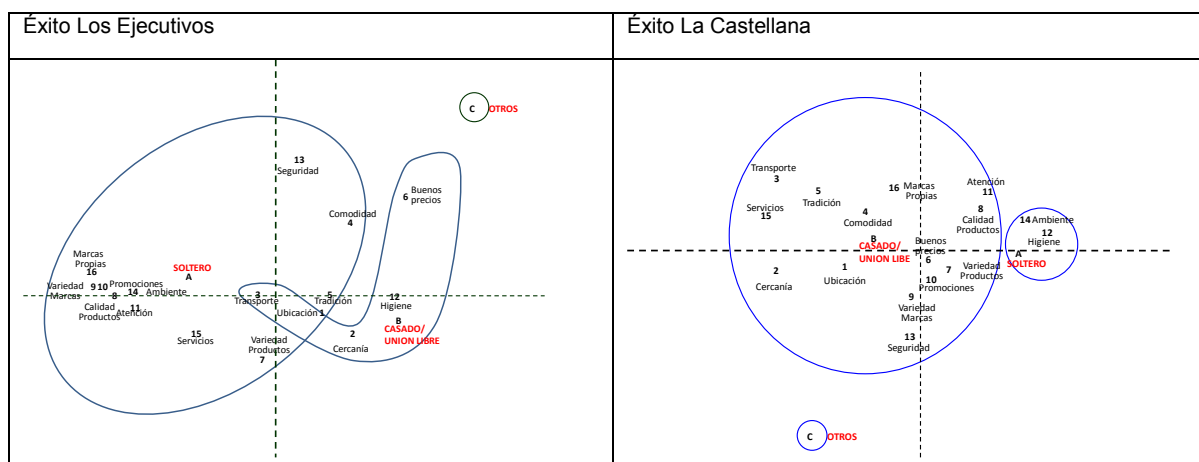 Éxito Los Ejecutivos
C OTROS
13
Seguridad
6 Buenos
precios
Comodidad
4
Marcas
Propias
16
SOLTERO
A
Variedad
Marcas
9 10 Promociones
8 14 Ambiente
Calidad
Productos
11
Atención
3
Transporte
5
Tradición
Ubicación 1
12
Higiene
B
CASADO/
UNION LIBRE
15
Servicios
2
Cercanía
Variedad
Productos
7
Éxito La Castellana
Transporte
3
5
Tradición
16 Marcas
Propias
Atención
11
Servicios
15
4
Comodidad
8
Calidad
Productos
14 Ambiente
12
Higiene
B
CASADO/
UNION LIBE
Buenos
precios
6
A
SOLTERO
2
Cercanía
1
Ubicación
7 Variedad
Productos
10
Promociones
9
Variedad
Marcas
13
Seguridad
C OTROS